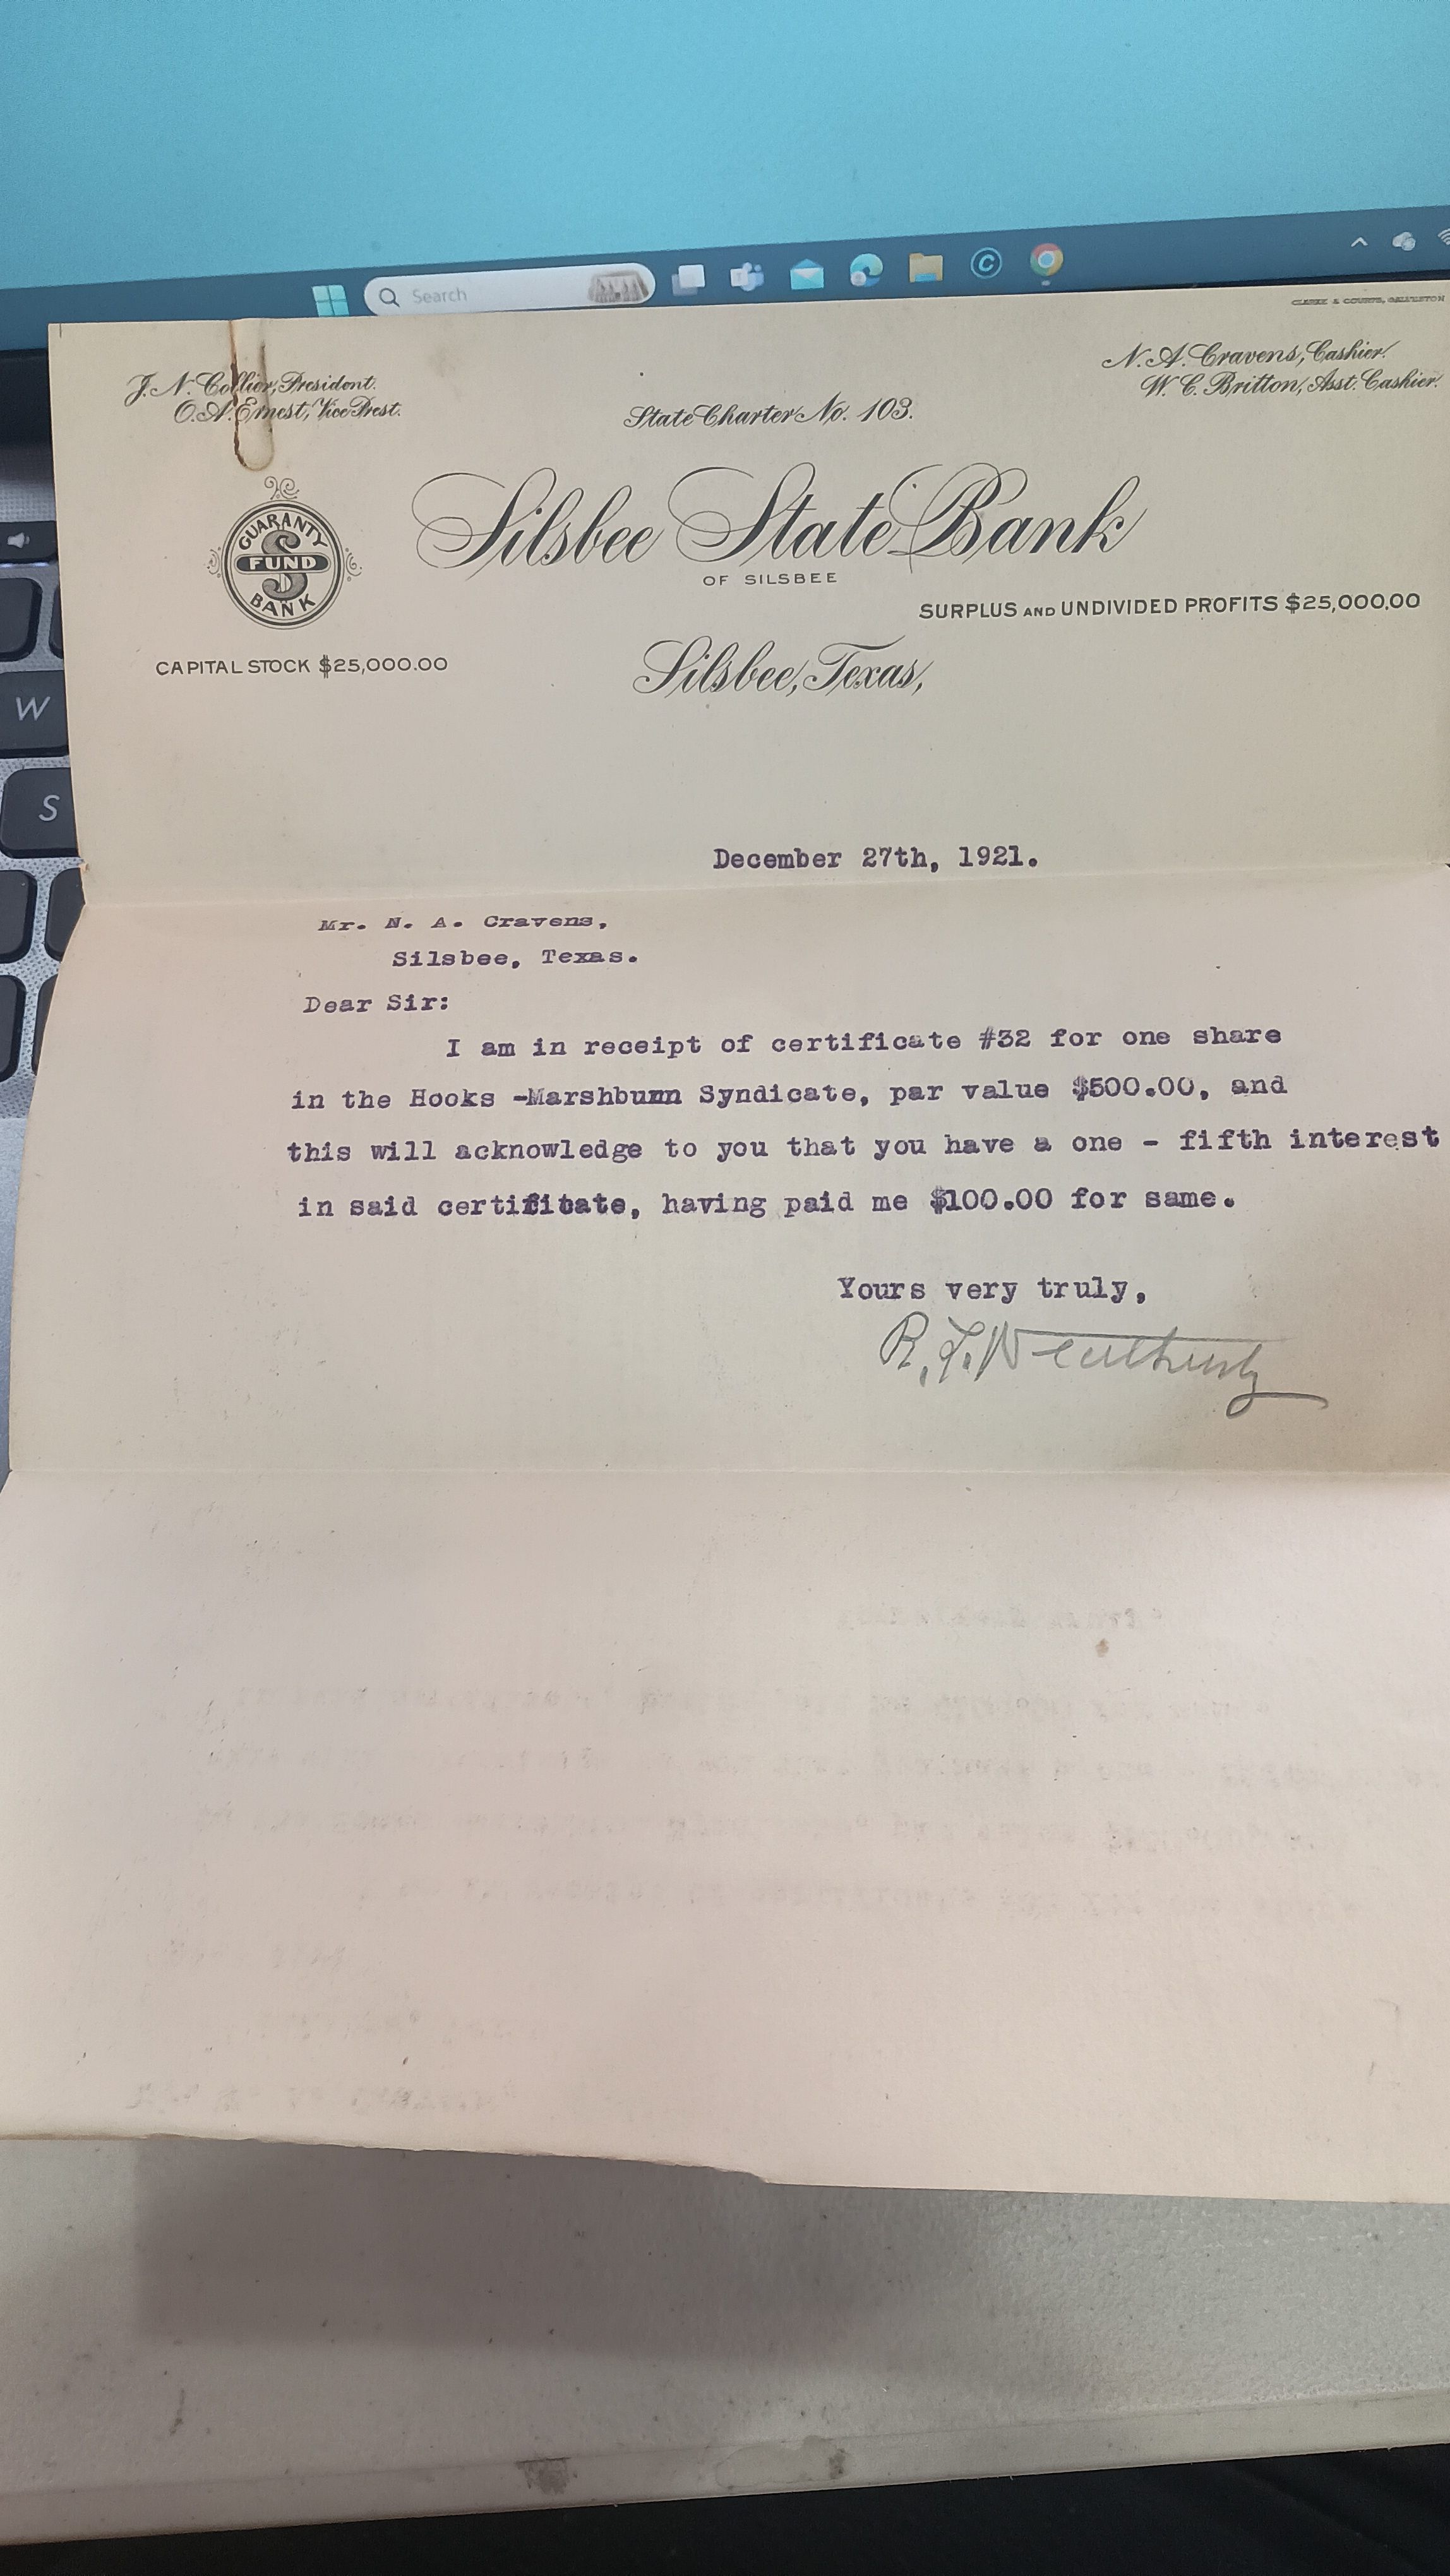 Search
CLARKE & COURTS, GALVESTON
J. N. Collier, President.
O. A. Ernest, Vice Prest.
State Charter No. 103.
N. A. Cravens, Cashier.
W. C. Britton, Asst. Cashier.
GUARANTY
FUND
BANK
Silsbee State Bank
OF SILSBEE
SURPLUS AND UNDIVIDED PROFITS $25,000.00
CAPITAL STOCK $25,000.00
Silsbee, Texas,
W
S
December 27th, 1921.
Mr. N. A. Cravens,
Silsbee, Texas.
Dear Sir:
I am in receipt of certificate #32 for one share
in the Hooks -Marshburn Syndicate, par value $500.00, and
this will acknowledge to you that you have a one - fifth interest
in said certificate, having paid me $100.00 for same.
Yours very truly,
R. L. Weathersby